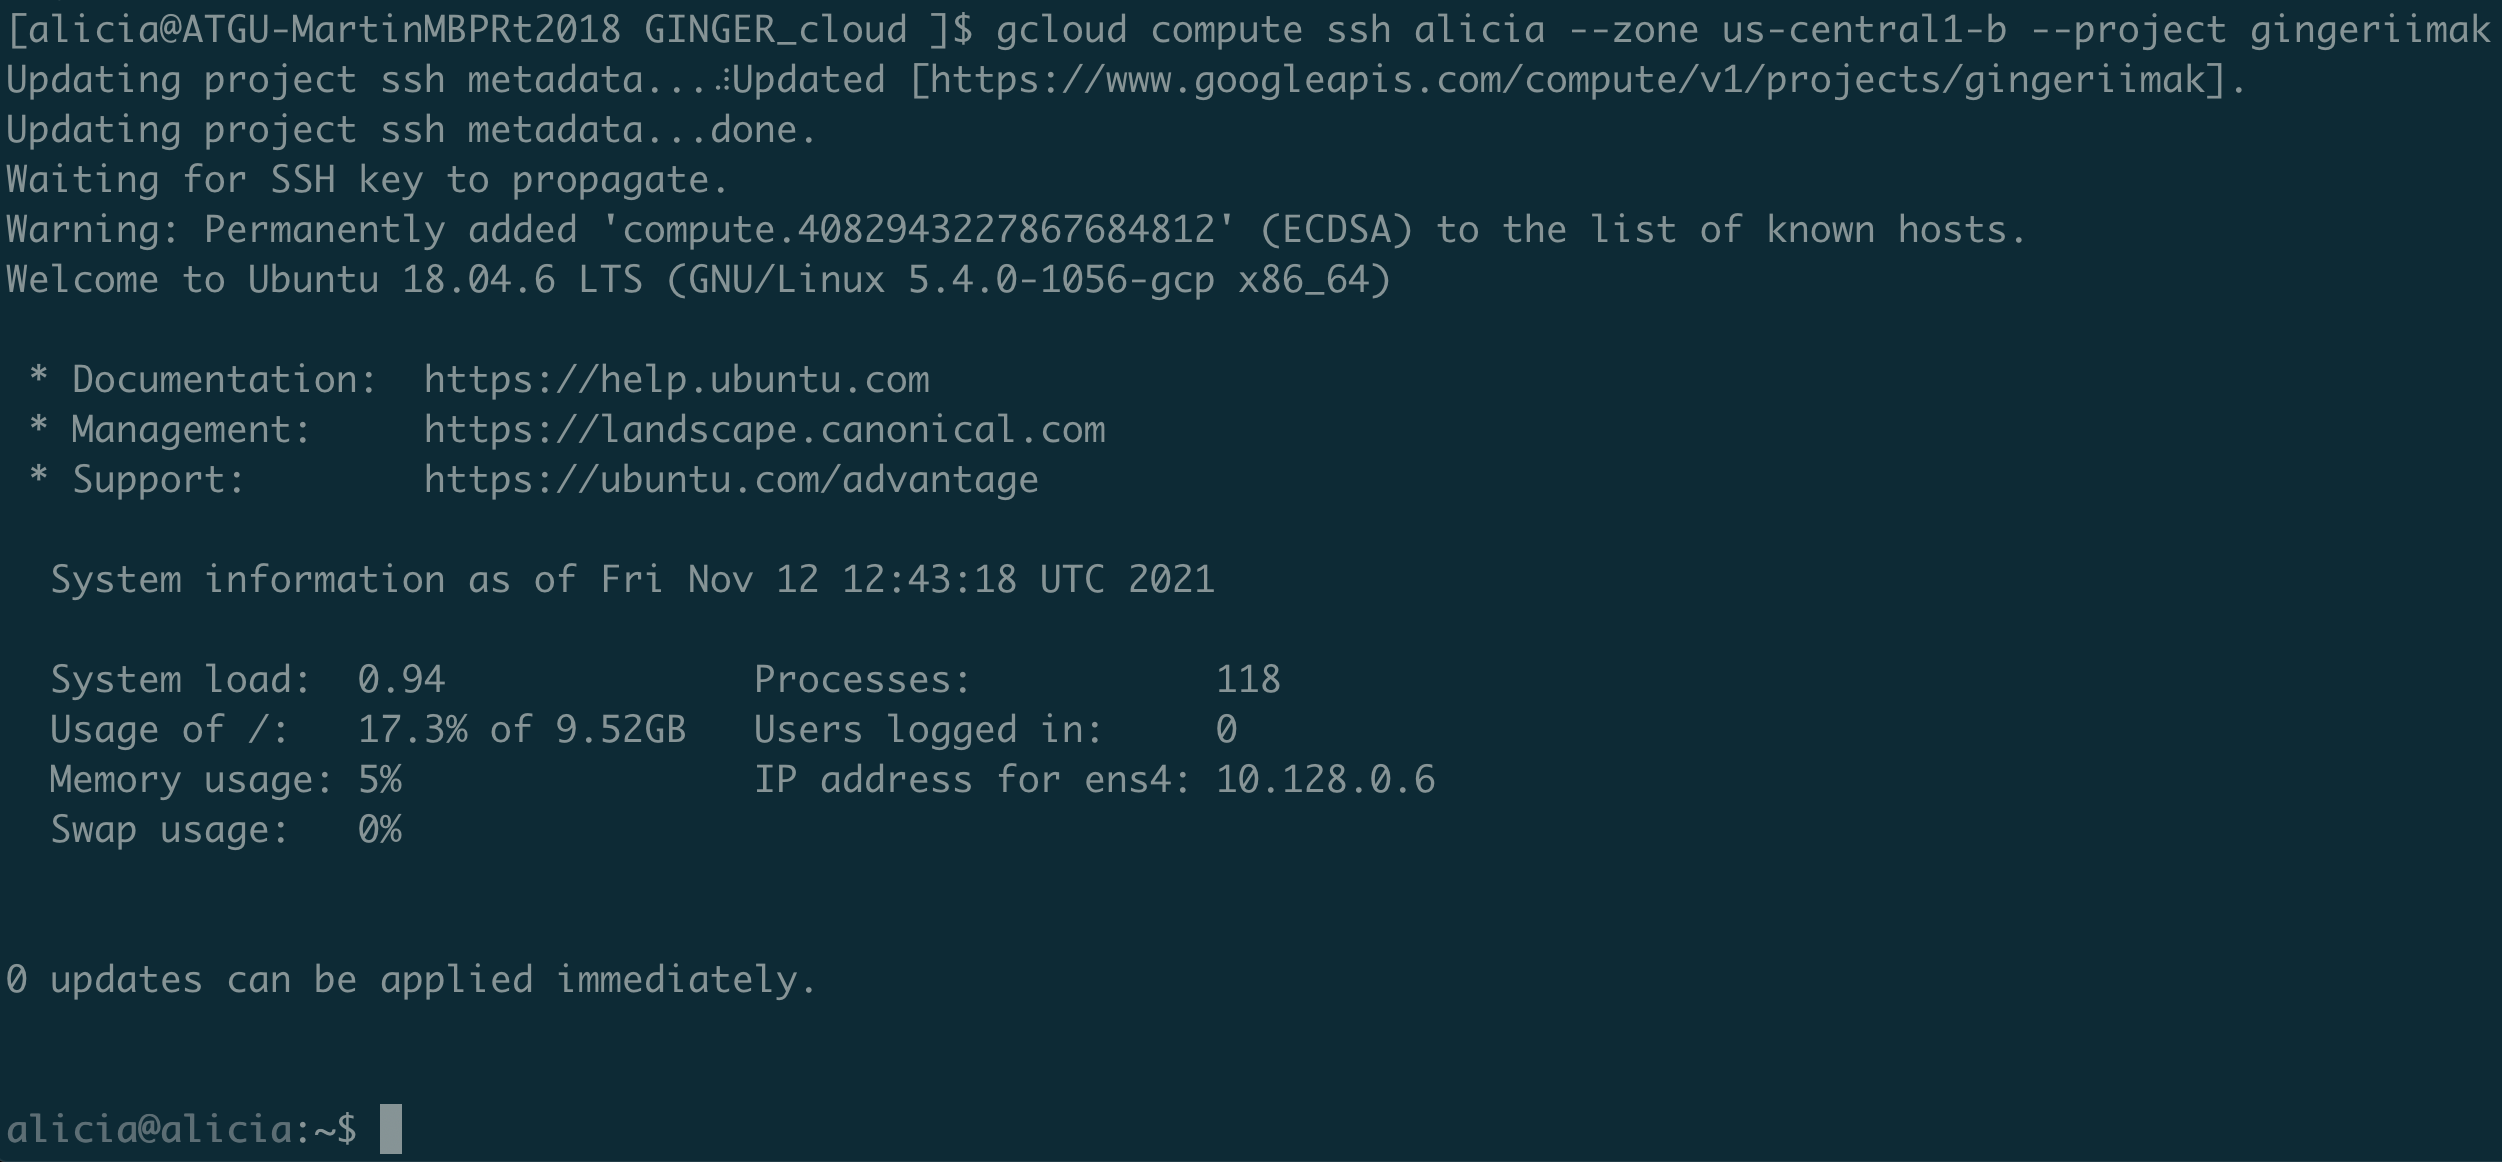 [alicia@ATGU-MartinMBPRt2018 GINGER_cloud ]$ gcloud compute ssh alicia --zone us-central1-b --project gingeriimak
Updating project ssh metadata...⠼Updated [https://www.googleapis.com/compute/v1/projects/gingeriimak].
Updating project ssh metadata...done.
Waiting for SSH key to propagate.
Warning: Permanently added 'compute.4082943227867684812' (ECDSA) to the list of known hosts.
Welcome to Ubuntu 18.04.6 LTS (GNU/Linux 5.4.0-1056-gcp x86_64)

 * Documentation:  https://help.ubuntu.com
 * Management:     https://landscape.canonical.com
 * Support:        https://ubuntu.com/advantage

  System information as of Fri Nov 12 12:43:18 UTC 2021

  System load:  0.94              Processes:           118
  Usage of /:   17.3% of 9.52GB   Users logged in:     0
  Memory usage: 5%                IP address for ens4: 10.128.0.6
  Swap usage:   0%

0 updates can be applied immediately.

alicia@alicia:~$